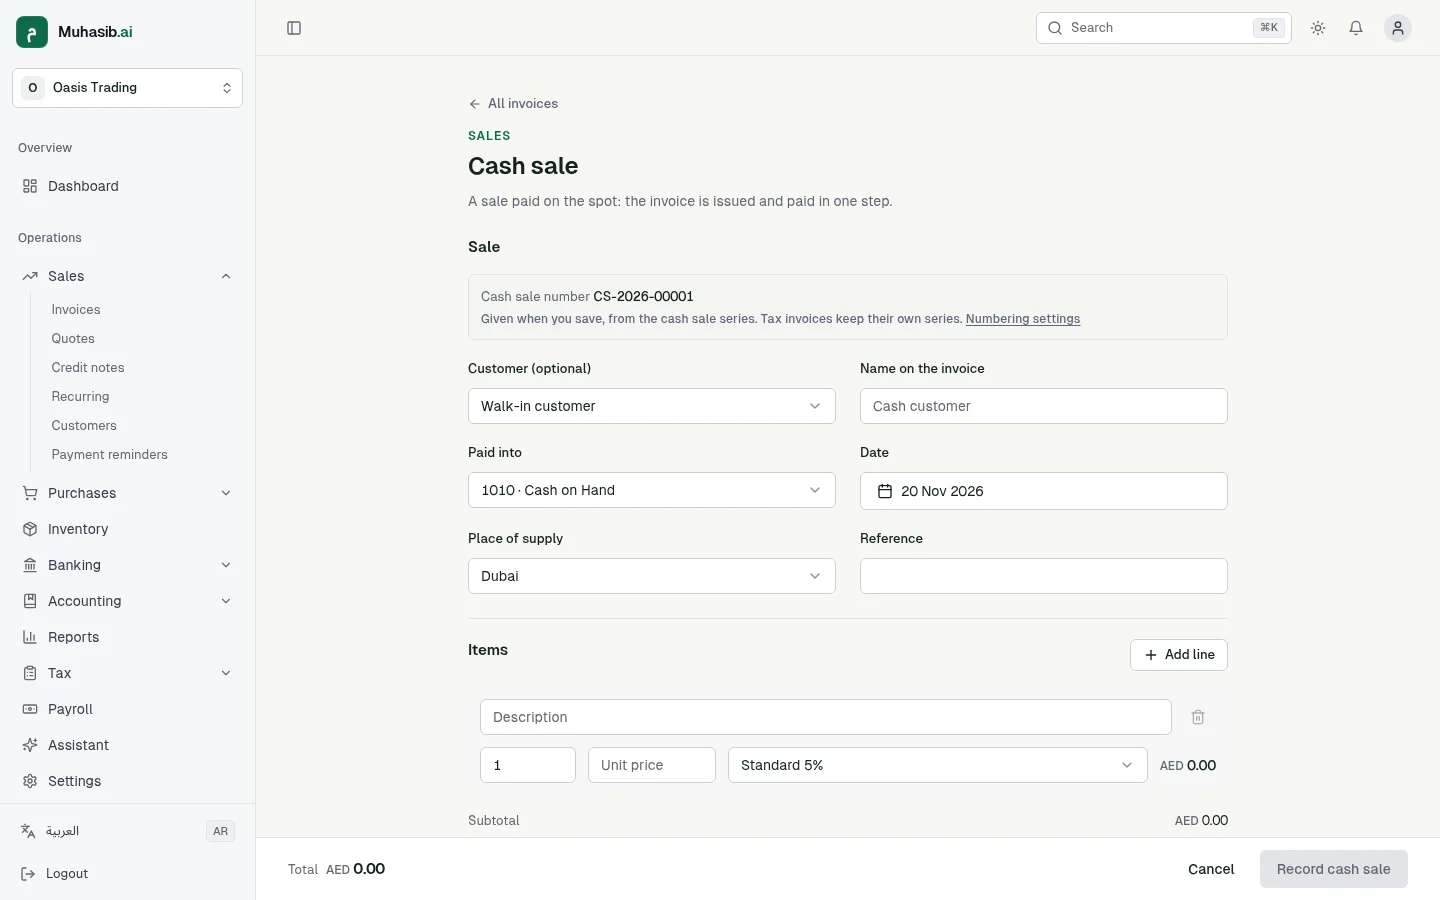 Muhasib.ai
O Oasis Trading
Overview
Dashboard
Operations
Sales
Invoices
Quotes
Credit notes
Recurring
Customers
Payment reminders
Purchases
Inventory
Banking
Accounting
Reports
Tax
Payroll
Assistant
Settings
العربية AR
Logout
Search ⌘K
All invoices
SALES
Cash sale
A sale paid on the spot: the invoice is issued and paid in one step.
Sale
Cash sale number CS-2026-00001
Given when you save, from the cash sale series. Tax invoices keep their own series. Numbering settings
Customer (optional) Name on the invoice
Walk-in customer Cash customer
Paid into Date
1010 · Cash on Hand 20 Nov 2026
Place of supply Reference
Dubai
Items Add line
Description
1 Unit price Standard 5% AED 0.00
Subtotal AED 0.00
Total AED 0.00 Cancel Record cash sale